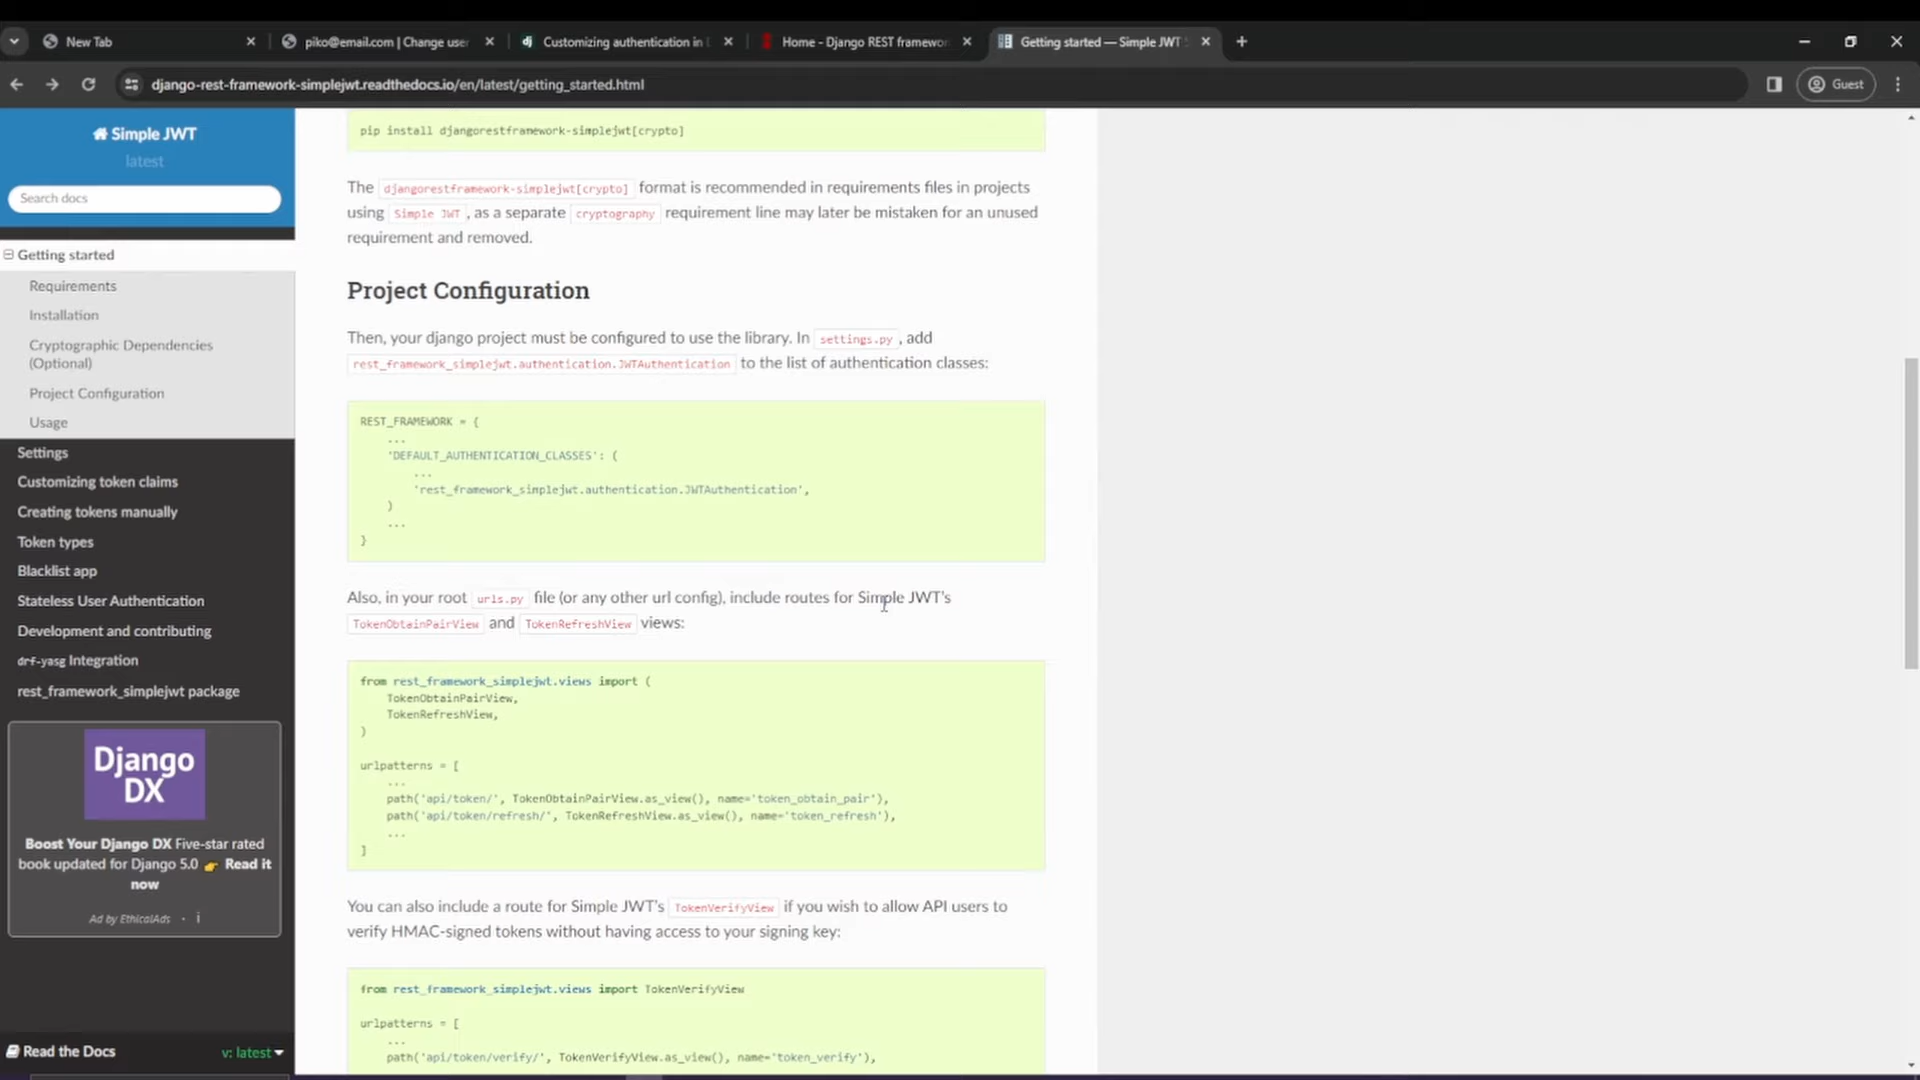 New Tab
piko@email.com | Change user
Customizing authentication in
Home - Django REST framewor
Getting started — Simple JWT
django-rest-framework-simplejwt.readthedocs.io/en/latest/getting_started.html
Guest
Simple JWT
latest
Search docs
Getting started
Requirements
Installation
Cryptographic Dependencies
(Optional)
Project Configuration
Usage
Settings
Customizing token claims
Creating tokens manually
Token types
Blacklist app
Stateless User Authentication
Development and contributing
drf-yasg Integration
rest_framework_simplejwt package
Django
DX
Boost Your Django DX Five-star rated
book updated for Django 5.0 👉 Read it
now
Ad by EthicalAds · i
Read the Docs
v: latest
pip install djangorestframework-simplejwt[crypto]
The djangorestframework-simplejwt[crypto] format is recommended in requirements files in projects
using Simple JWT , as a separate cryptography requirement line may later be mistaken for an unused
requirement and removed.
Project Configuration
Then, your django project must be configured to use the library. In settings.py , add
rest_framework_simplejwt.authentication.JWTAuthentication to the list of authentication classes:
REST_FRAMEWORK = {
...
'DEFAULT_AUTHENTICATION_CLASSES': (
...
'rest_framework_simplejwt.authentication.JWTAuthentication',
)
...
}
Also, in your root urls.py file (or any other url config), include routes for Simple JWT's
TokenObtainPairView and TokenRefreshView views:
from rest_framework_simplejwt.views import (
TokenObtainPairView,
TokenRefreshView,
)
urlpatterns = [
...
path('api/token/', TokenObtainPairView.as_view(), name='token_obtain_pair'),
path('api/token/refresh/', TokenRefreshView.as_view(), name='token_refresh'),
...
]
You can also include a route for Simple JWT's TokenVerifyView if you wish to allow API users to
verify HMAC-signed tokens without having access to your signing key:
from rest_framework_simplejwt.views import TokenVerifyView
urlpatterns = [
...
path('api/token/verify/', TokenVerifyView.as_view(), name='token_verify'),